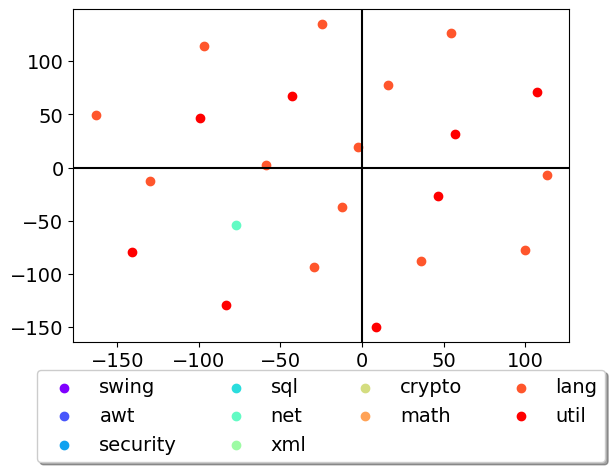 100
50
0
−50
−100
−150
−150 −100 −50 0 50 100
swing sql crypto lang
awt net math util
security xml